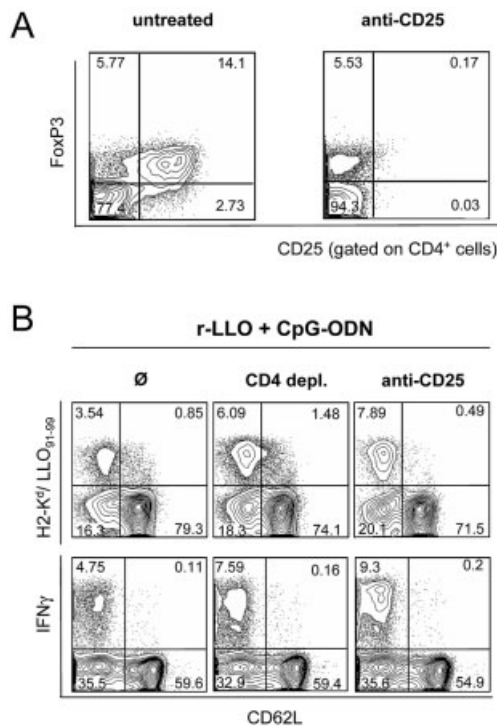 A
untreated
anti-CD25
5.77 14.1
5.53 0.17
FoxP3
77.4 2.73
94.3 0.03
CD25 (gated on CD4⁺ cells)
B
r-LLO + CpG-ODN
Ø
CD4 depl.
anti-CD25
3.54 0.85
6.09 1.48
7.89 0.49
H2-Kᵈ/ LLO₉₁₋₉₉
16.3 79.3
18.3 74.1
20.1 71.5
4.75 0.11
7.59 0.16
9.3 0.2
IFNγ
35.5 59.6
32.9 59.4
35.6 54.9
CD62L